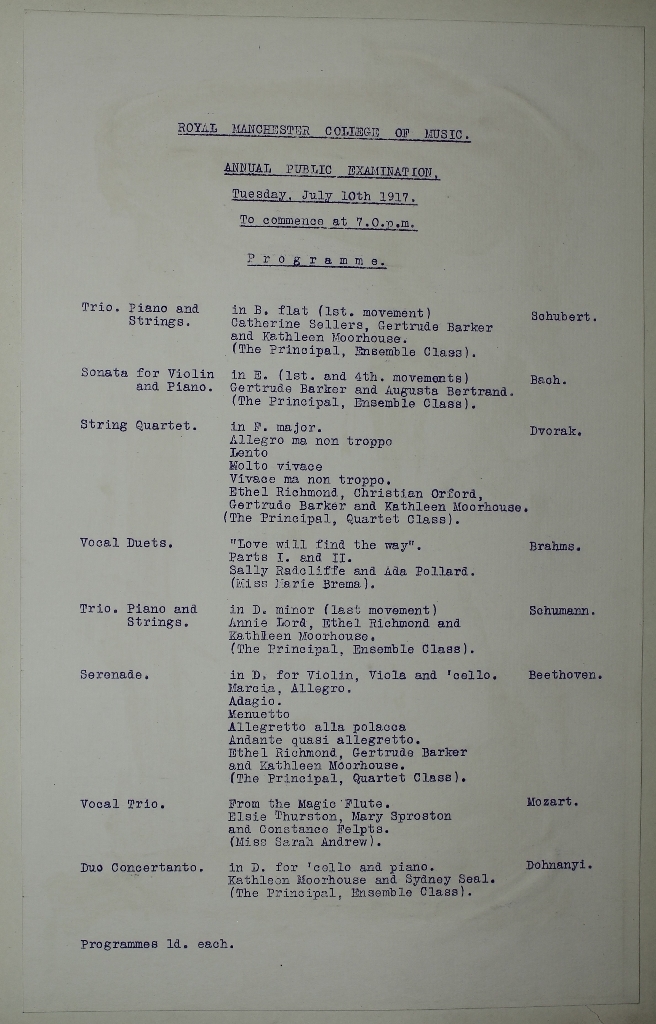 ROYAL MANCHESTER COLLEGE OF MUSIC.
ANNUAL PUBLIC EXAMINATION.
Tuesday, July 10th 1917.
To commence at 7.0.p.m.
Programme.
Trio. Piano and Strings. in B. flat (1st. movement) Schubert.
Catherine Sellers, Gertrude Barker
and Kathleen Moorhouse.
(The Principal, Ensemble Class).
Sonata for Violin and Piano. in E. (1st. and 4th. movements) Bach.
Gertrude Barker and Augusta Bertrand.
(The Principal, Ensemble Class).
String Quartet. in F. major. Dvorak.
Allegro ma non troppo
Lento
Molto vivace
Vivace ma non troppo.
Ethel Richmond, Christian Orford,
Gertrude Barker and Kathleen Moorhouse.
(The Principal, Quartet Class).
Vocal Duets. "Love will find the way". Brahms.
Parts I. and II.
Sally Radcliffe and Ada Pollard.
(Miss Marie Brema).
Trio. Piano and Strings. in D. minor (last movement) Schumann.
Annie Lord, Ethel Richmond and
Kathleen Moorhouse.
(The Principal, Ensemble Class).
Serenade. in D. for Violin, Viola and 'cello. Beethoven.
Marcia, Allegro.
Adagio.
Menuetto
Allegretto alla polacca
Andante quasi allegretto.
Ethel Richmond, Gertrude Barker
and Kathleen Moorhouse.
(The Principal, Quartet Class).
Vocal Trio. From the Magic Flute. Mozart.
Elsie Thurston, Mary Sproston
and Constance Felpts.
(Miss Sarah Andrew).
Duo Concertanto. in D. for 'cello and piano. Dohnanyi.
Kathleen Moorhouse and Sydney Seal.
(The Principal, Ensemble Class).
Programmes 1d. each.